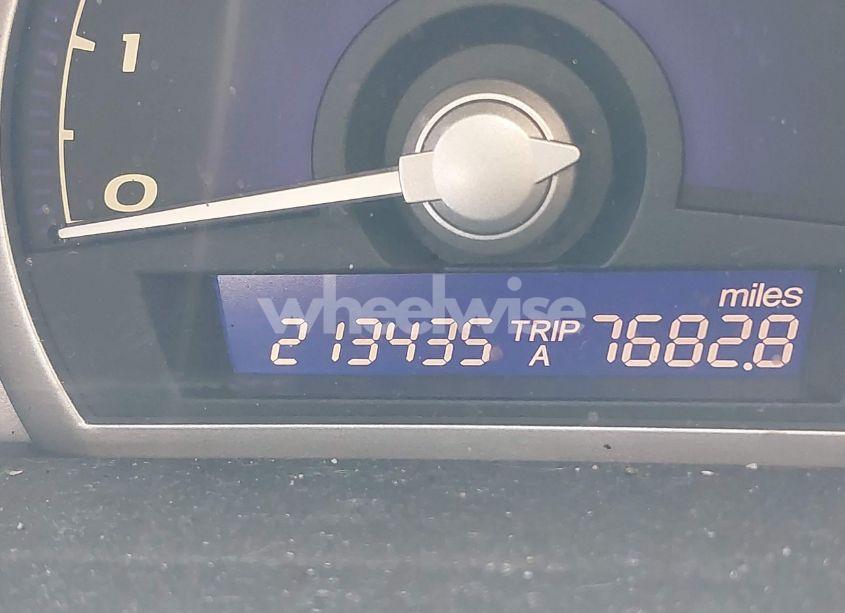 1
0
wheelwise
miles
213435 TRIP A 7682.8